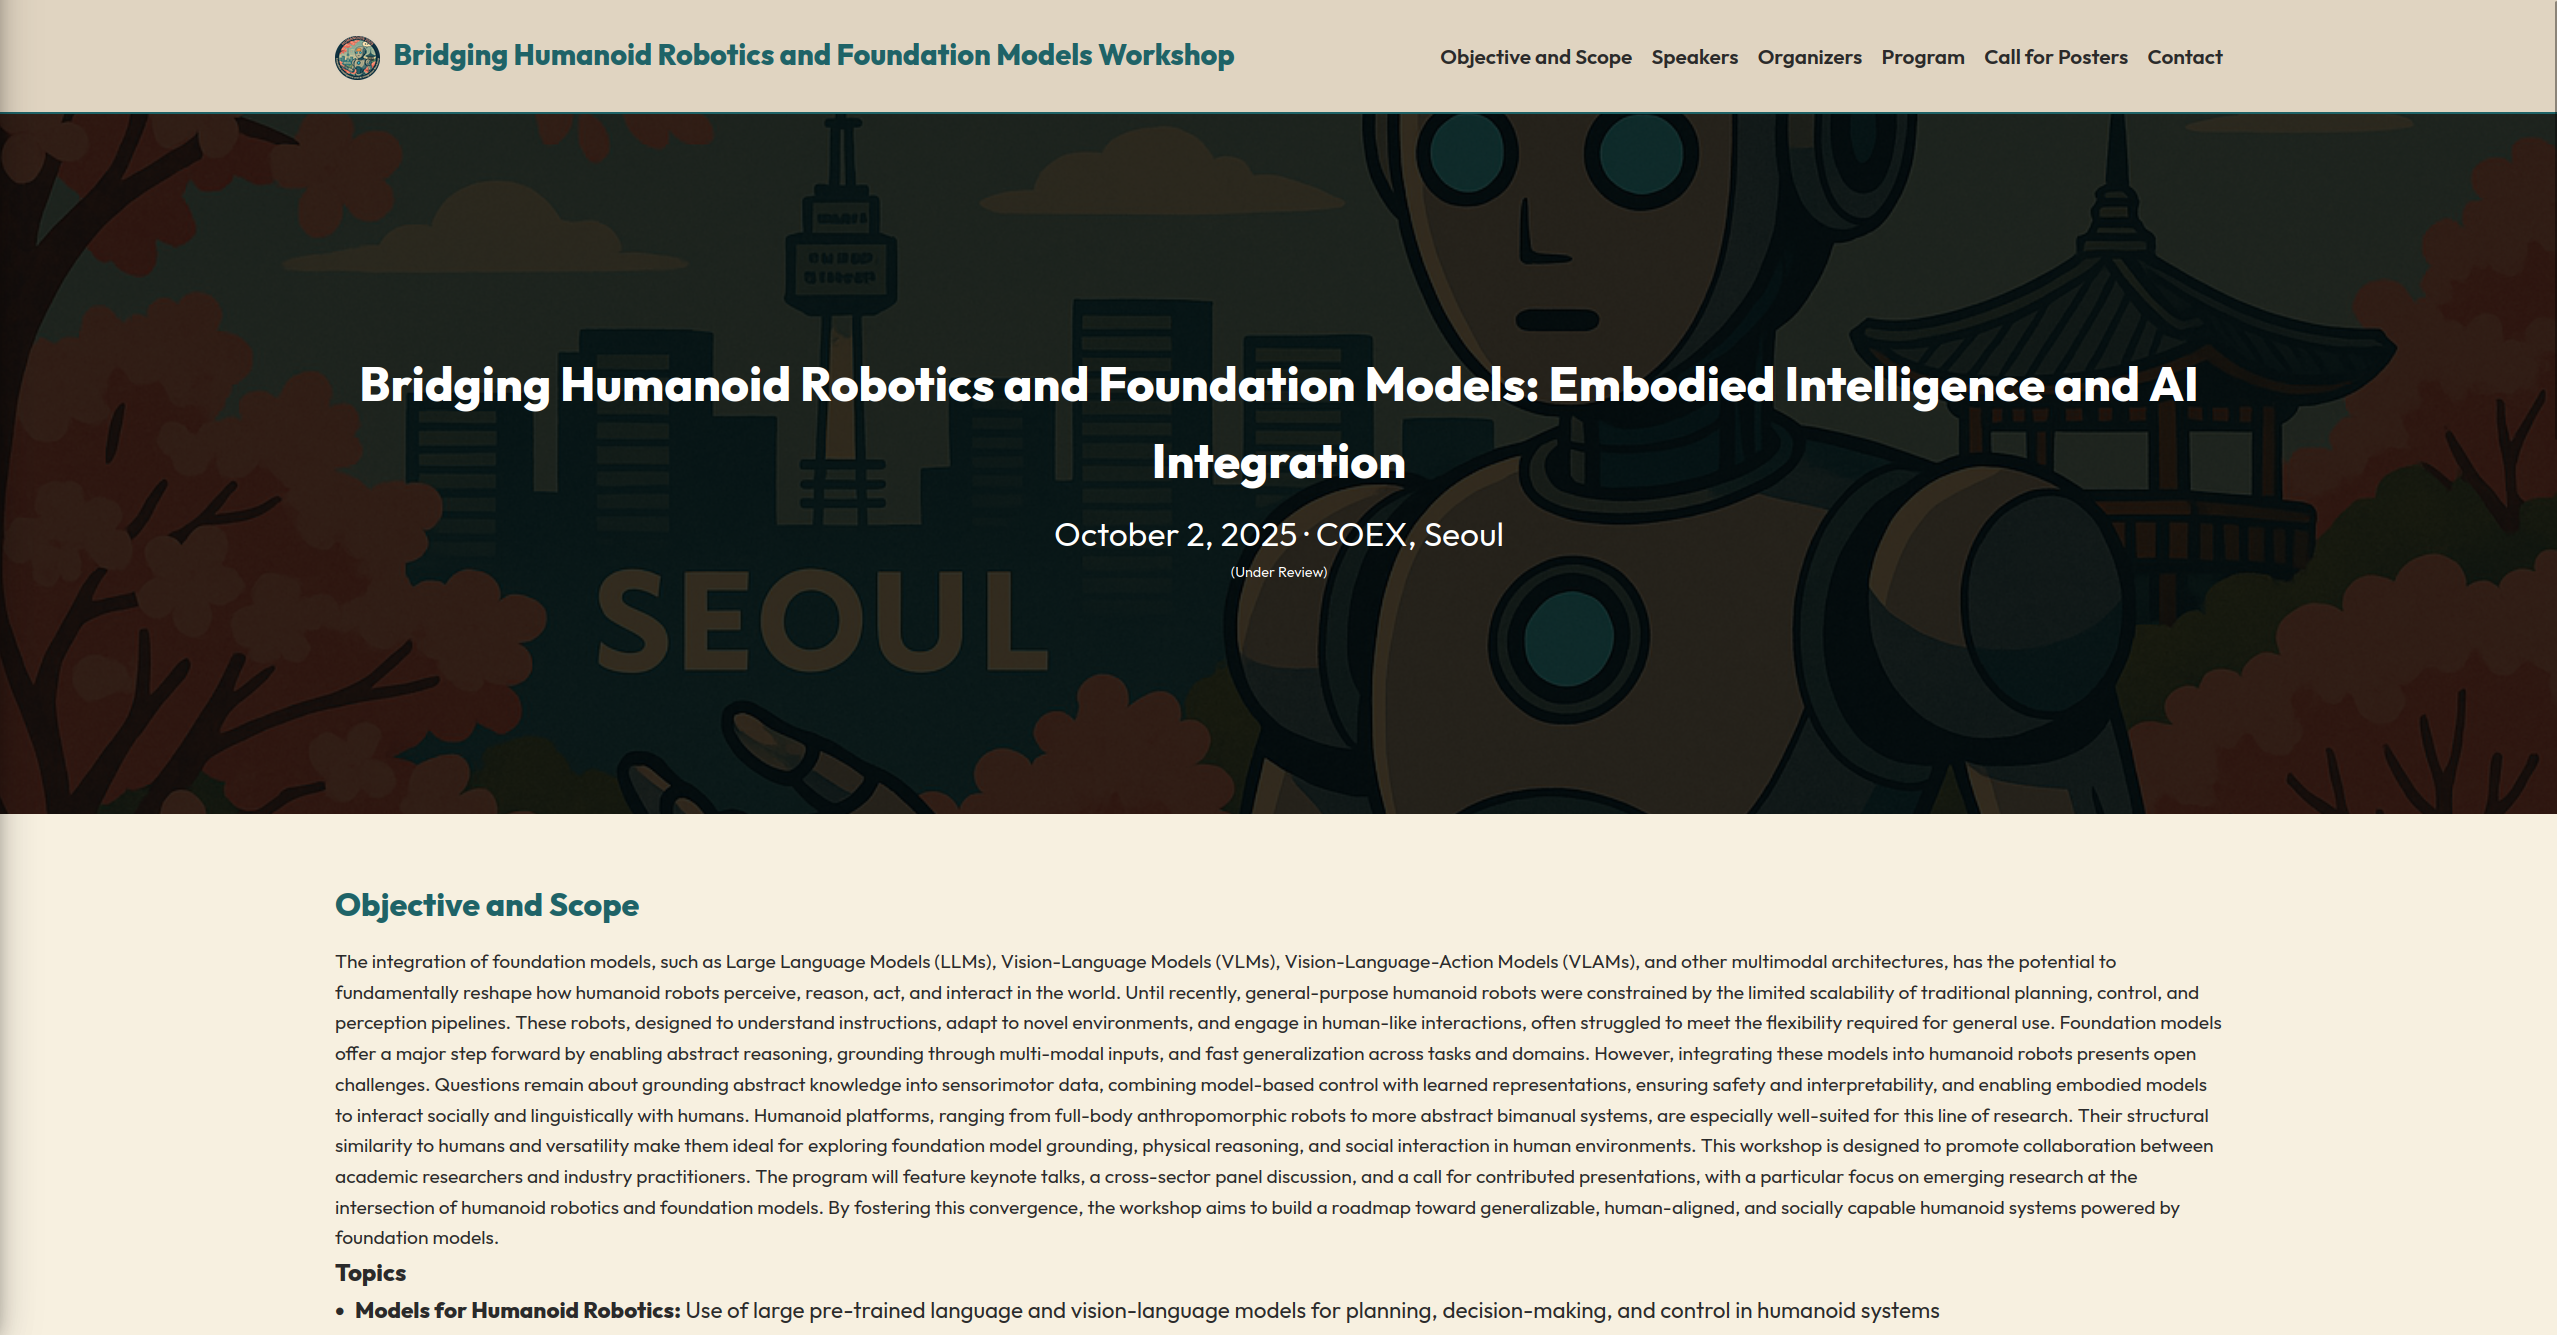 Bridging Humanoid Robotics and Foundation Models Workshop
Objective and Scope Speakers Organizers Program Call for Posters Contact
Bridging Humanoid Robotics and Foundation Models: Embodied Intelligence and AI
Integration
October 2, 2025 · COEX, Seoul
(Under Review)
SEOUL
Objective and Scope
The integration of foundation models, such as Large Language Models (LLMs), Vision-Language Models (VLMs), Vision-Language-Action Models (VLAMs), and other multimodal architectures, has the potential to
fundamentally reshape how humanoid robots perceive, reason, act, and interact in the world. Until recently, general-purpose humanoid robots were constrained by the limited scalability of traditional planning, control, and
perception pipelines. These robots, designed to understand instructions, adapt to novel environments, and engage in human-like interactions, often struggled to meet the flexibility required for general use. Foundation models
offer a major step forward by enabling abstract reasoning, grounding through multi-modal inputs, and fast generalization across tasks and domains. However, integrating these models into humanoid robots presents open
challenges. Questions remain about grounding abstract knowledge into sensorimotor data, combining model-based control with learned representations, ensuring safety and interpretability, and enabling embodied models
to interact socially and linguistically with humans. Humanoid platforms, ranging from full-body anthropomorphic robots to more abstract bimanual systems, are especially well-suited for this line of research. Their structural
similarity to humans and versatility make them ideal for exploring foundation model grounding, physical reasoning, and social interaction in human environments. This workshop is designed to promote collaboration between
academic researchers and industry practitioners. The program will feature keynote talks, a cross-sector panel discussion, and a call for contributed presentations, with a particular focus on emerging research at the
intersection of humanoid robotics and foundation models. By fostering this convergence, the workshop aims to build a roadmap toward generalizable, human-aligned, and socially capable humanoid systems powered by
foundation models.
Topics
• Models for Humanoid Robotics: Use of large pre-trained language and vision-language models for planning, decision-making, and control in humanoid systems